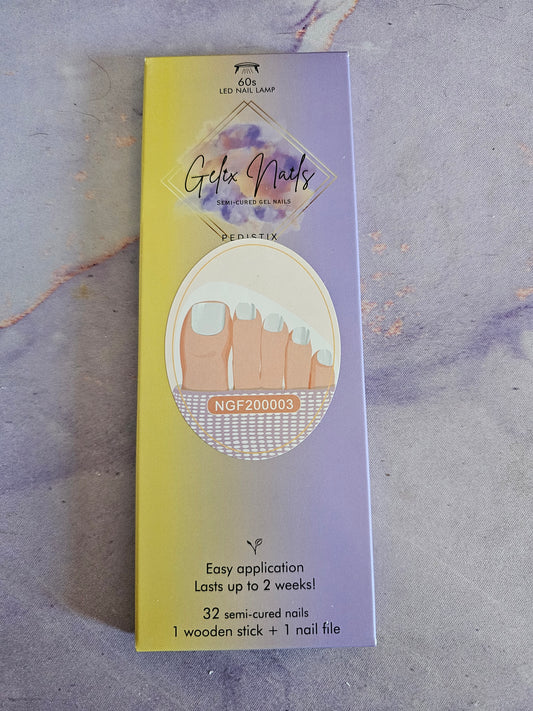 60s
LED NAIL LAMP
Gelix Nails
SEMI-CURED GEL NAILS
PEDISTIX
NGF200003
Easy application
Lasts up to 2 weeks!
32 semi-cured nails
1 wooden stick + 1 nail file